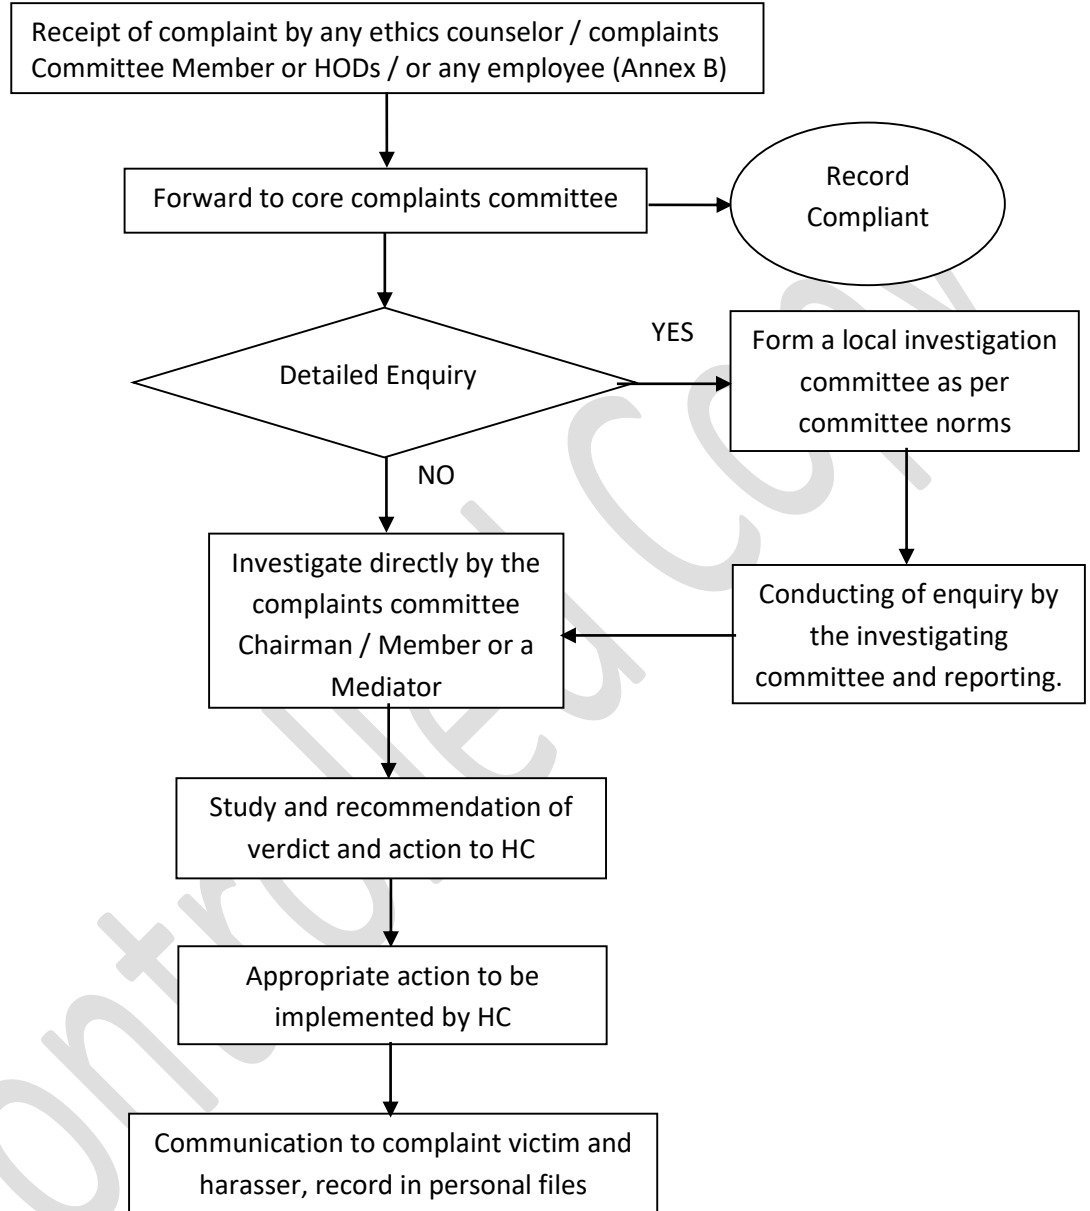 Receipt of complaint by any ethics counselor / complaints
Committee Member or HODs / or any employee (Annex B)
Forward to core complaints committee
Record
Compliant
Detailed Enquiry
YES
Form a local investigation
committee as per
committee norms
NO
Investigate directly by the
complaints committee
Chairman / Member or a
Mediator
Conducting of enquiry by
the investigating
committee and reporting.
Study and recommendation of
verdict and action to HC
Appropriate action to be
implemented by HC
Communication to complaint victim and
harasser, record in personal files
ontrolled Copy